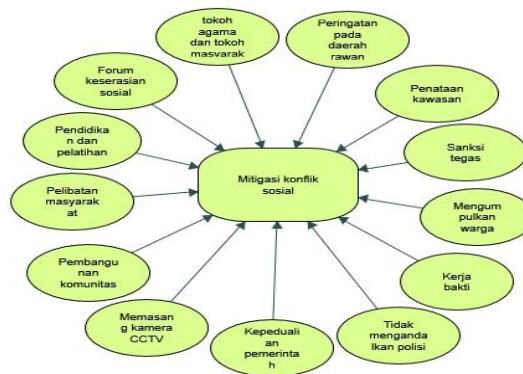 tokoh
agama
dan tokoh
masvarak
Peringatan
pada
daerah
rawan
Forum
keserasian
sosial
Penataan
kawasan
Pendidika
n dan
pelatihan
Sanksi
tegas
Mitigasi konflik
sosial
Pelibatan
masyarak
at
Mengum
pulkan
warga
Pembangu
nan
komunitas
Kerja
bakti
Memasan
g kamera
CCTV
Kepeduali
an
pemerinta
h
Tidak
menganda
lkan polisi